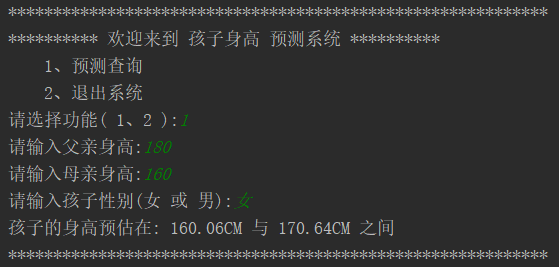 ************************************************************
********** 欢迎来到 孩子身高 预测系统 **********
1、预测查询
2、退出系统
请选择功能( 1、2 ):1
请输入父亲身高:180
请输入母亲身高:160
请输入孩子性别(女 或 男):女
孩子的身高预估在: 160.06CM 与 170.64CM 之间
************************************************************